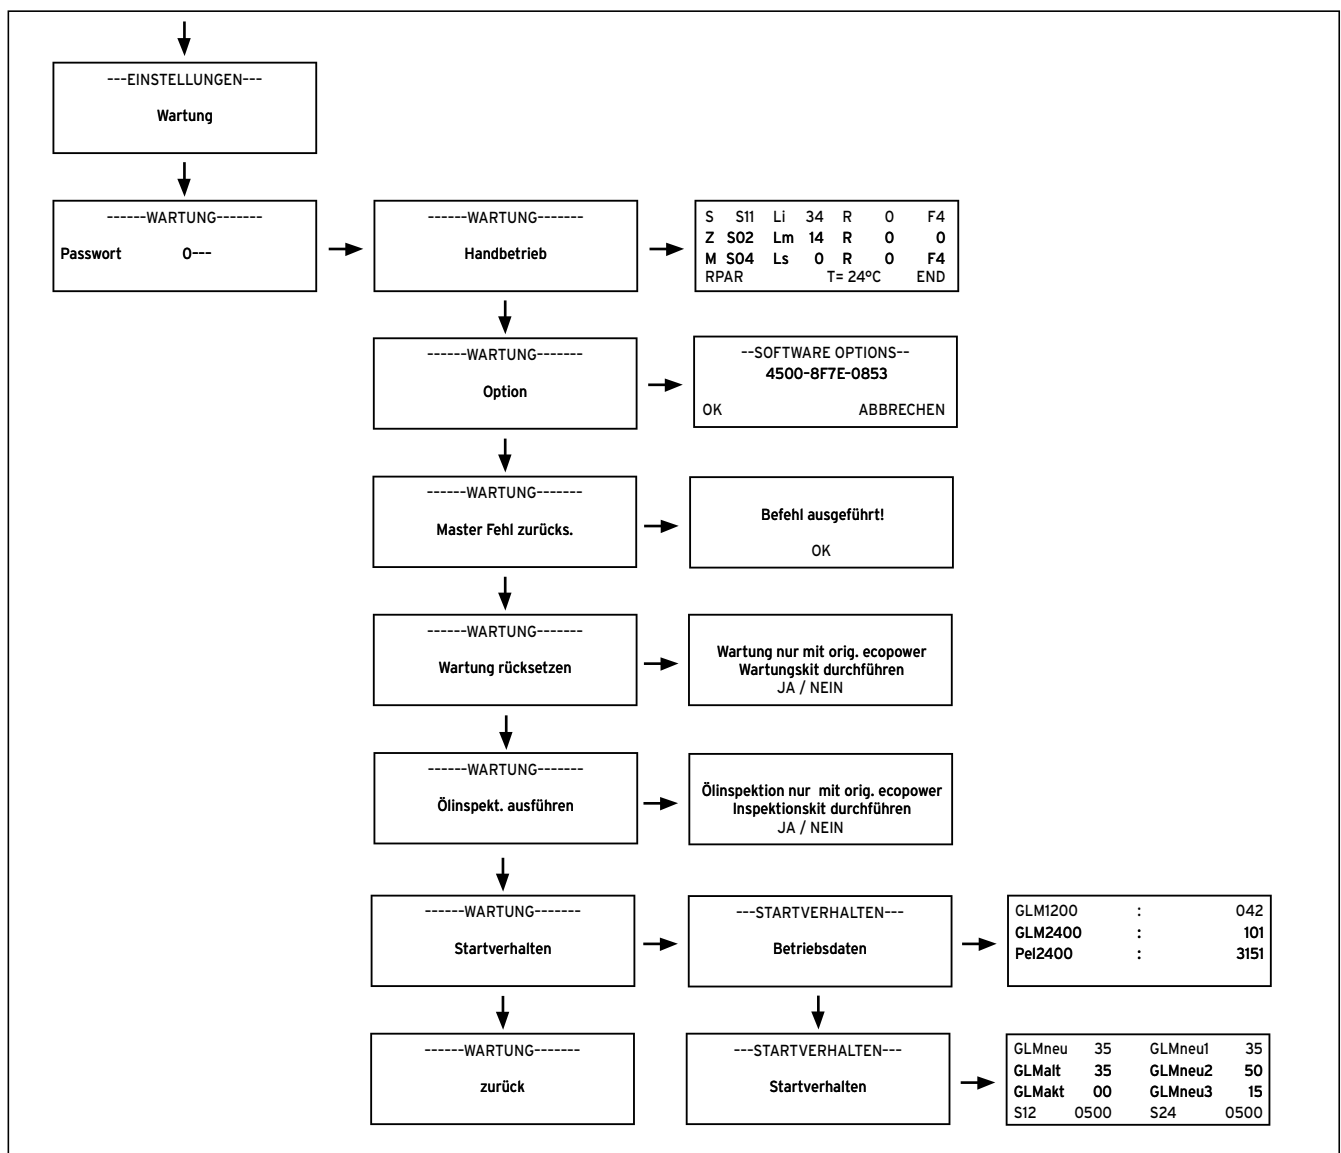 ---EINSTELLUNGEN---
Wartung
------WARTUNG-------
Passwort 0---
------WARTUNG-------
Handbetrieb
S S11 Li 34 R 0 F4
Z S02 Lm 14 R 0 0
M S04 Ls 0 R 0 F4
RPAR T= 24°C END
------WARTUNG-------
Option
--SOFTWARE OPTIONS--
4500-8F7E-0853
OK ABBRECHEN
------WARTUNG-------
Master Fehl zurücks.
Befehl ausgeführt!
OK
------WARTUNG-------
Wartung rücksetzen
Wartung nur mit orig. ecopower
Wartungskit durchführen
JA / NEIN
------WARTUNG-------
Ölinspekt. ausführen
Ölinspektion nur mit orig. ecopower
Inspektionskit durchführen
JA / NEIN
------WARTUNG-------
Startverhalten
---STARTVERHALTEN---
Betriebsdaten
GLM1200 : 042
GLM2400 : 101
Pel2400 : 3151
------WARTUNG-------
zurück
---STARTVERHALTEN---
Startverhalten
GLMneu 35 GLMneu1 35
GLMalt 35 GLMneu2 50
GLMakt 00 GLMneu3 15
S12 0500 S24 0500